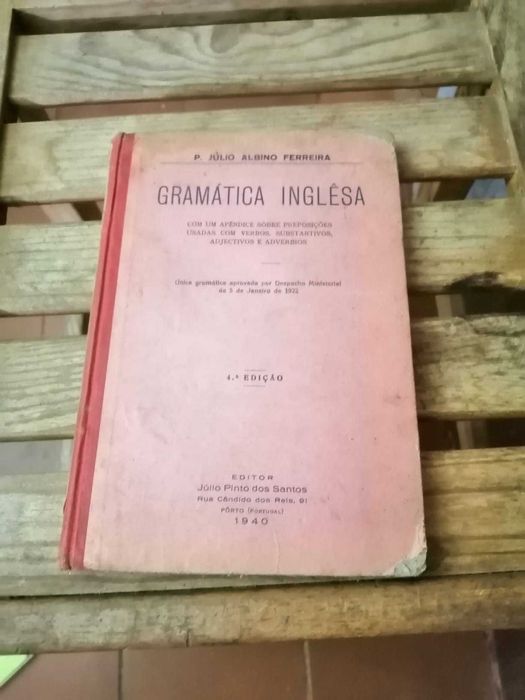 P. JÚLIO ALBINO FERREIRA
GRAMÁTICA INGLÊSA
COM UM APÊNDICE SÔBRE PREPOSIÇÕES
USADAS COM VERBOS, SUBSTANTIVOS,
ADJECTIVOS E ADVÉRBIOS
Única gramática aprovada por Despacho Ministerial
de 5 de Janeiro de 1922
4.ª EDIÇÃO
EDITOR
Júlio Pinto dos Santos
Rua Cândido dos Reis, 91
PÔRTO (PORTUGAL)
1940